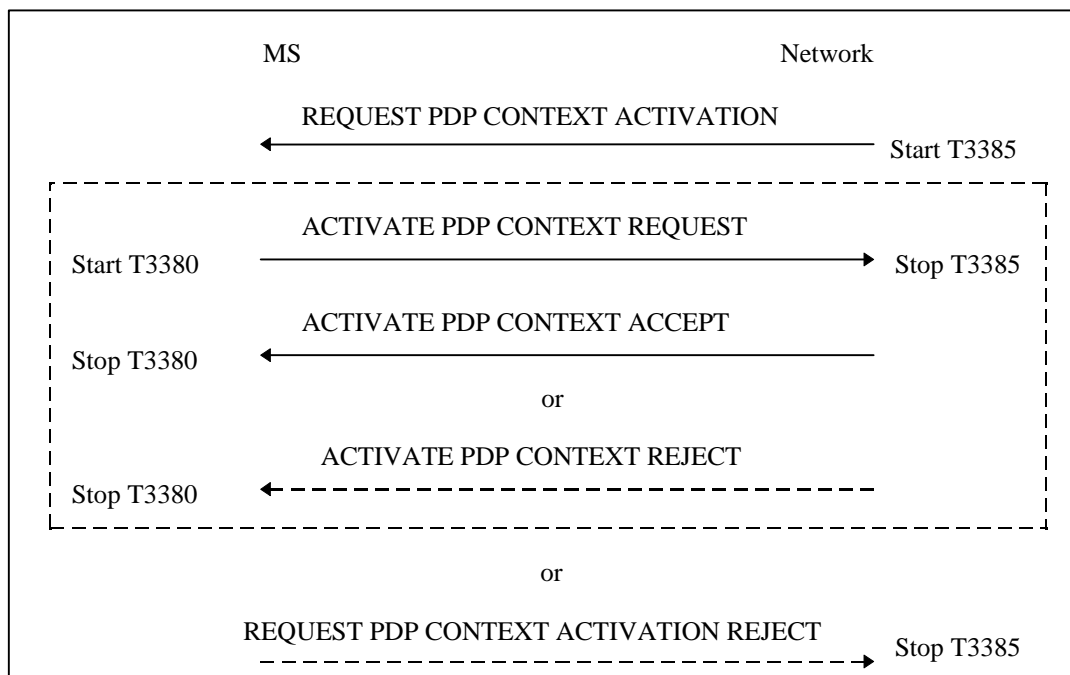 MS Network
REQUEST PDP CONTEXT ACTIVATION
Start T3385
ACTIVATE PDP CONTEXT REQUEST
Start T3380 Stop T3385
ACTIVATE PDP CONTEXT ACCEPT
Stop T3380
or
ACTIVATE PDP CONTEXT REJECT
Stop T3380
or
REQUEST PDP CONTEXT ACTIVATION REJECT
Stop T3385